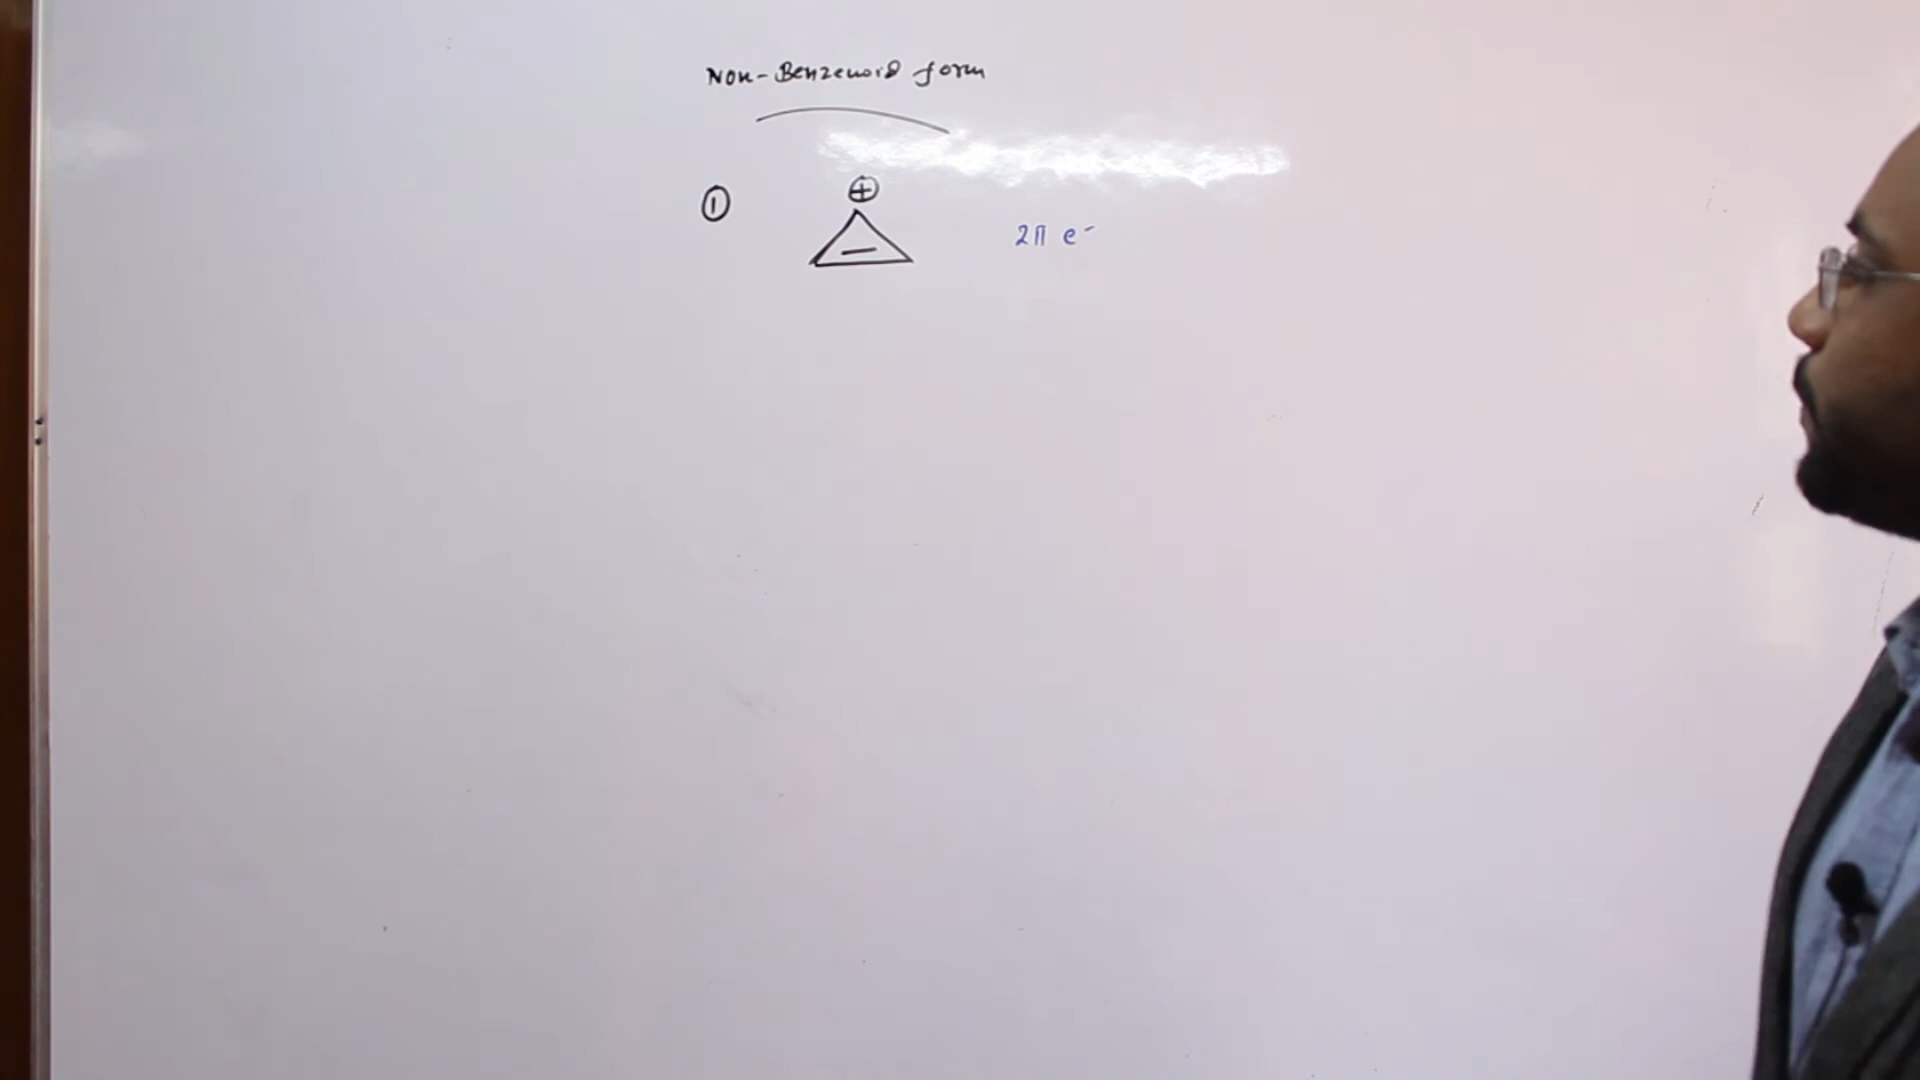 Non-Benzenoid form
① ⊕
2π e⁻